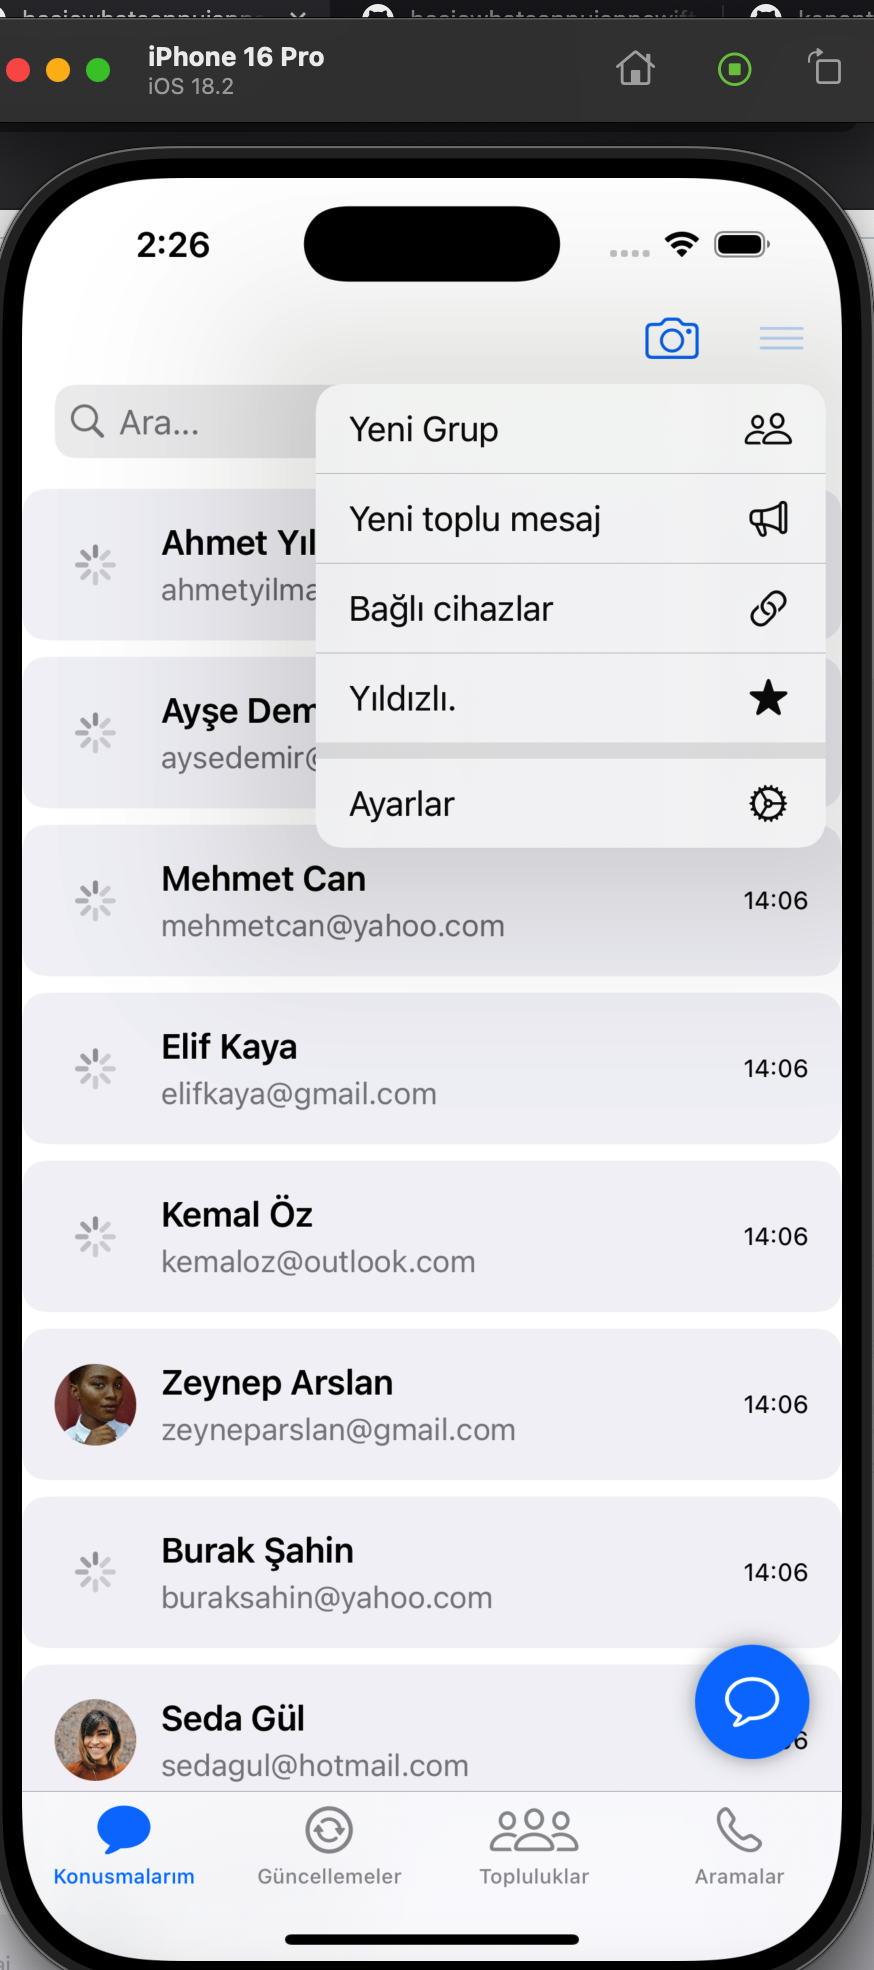 iPhone 16 Pro
iOS 18.2
2:26
Ara...
Yeni Grup
Yeni toplu mesaj
Bağlı cihazlar
Yıldızlı.
Ayarlar
Ahmet Yıl
ahmetyilma
Ayşe Dem
aysedemir@
Mehmet Can
mehmetcan@yahoo.com
14:06
Elif Kaya
elifkaya@gmail.com
14:06
Kemal Öz
kemaloz@outlook.com
14:06
Zeynep Arslan
zeyneparslan@gmail.com
14:06
Burak Şahin
buraksahin@yahoo.com
14:06
Seda Gül
sedagul@hotmail.com
Konusmalarım
Güncellemeler
Topluluklar
Aramalar